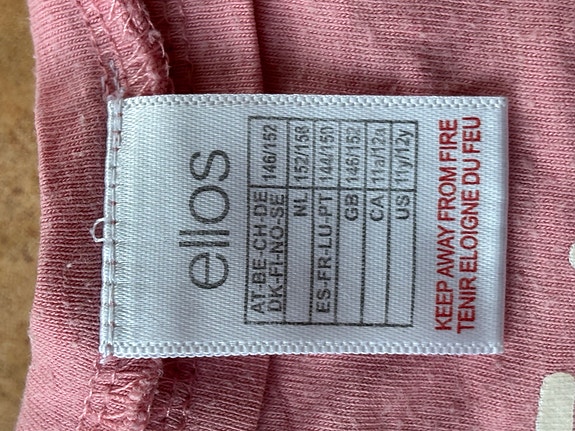 ellos
AT-BE-CH-DE
DK-FI-NO-SE 146/152
NL 152/158
ES-FR-LU-PT 144/150
GB 146/152
CA 11a/12a
US 11y/12y
KEEP AWAY FROM FIRE
TENIR ELOIGNE DU FEU